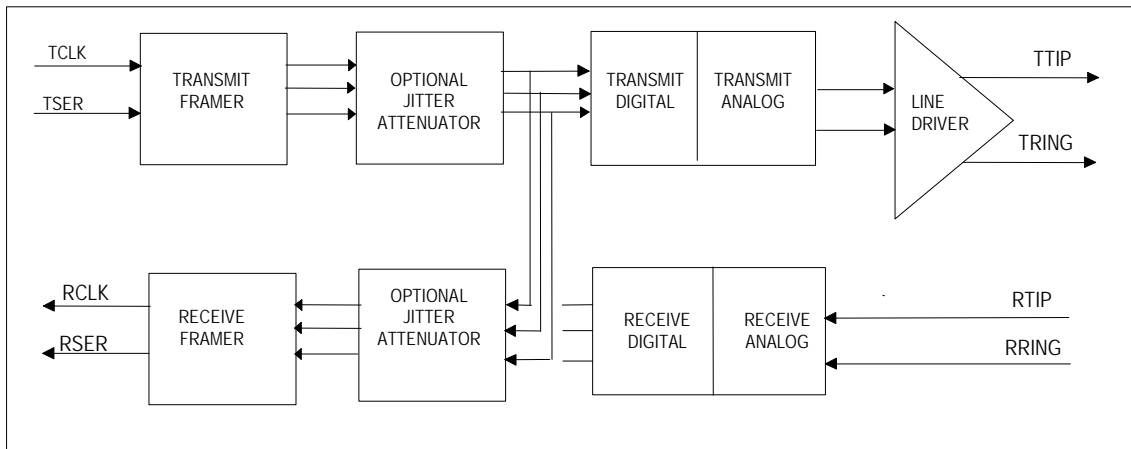 TCLK
TSER
TRANSMIT
FRAMER
OPTIONAL
JITTER
ATTENUATOR
TRANSMIT
DIGITAL
TRANSMIT
ANALOG
LINE
DRIVER
TTIP
TRING
RCLK
RSER
RECEIVE
FRAMER
OPTIONAL
JITTER
ATTENUATOR
RECEIVE
DIGITAL
RECEIVE
ANALOG
RTIP
RRING